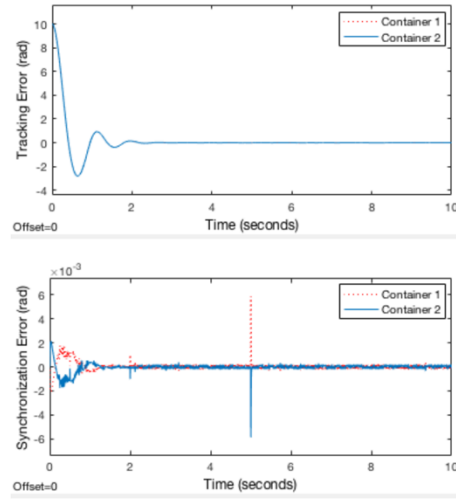 Tracking Error (rad)
10
8
6
4
2
0
-2
-4
Container 1
Container 2
0
2
4
6
8
10
Offset=0
Time (seconds)
×10⁻³
Synchronization Error (rad)
6
4
2
0
-2
-4
-6
Container 1
Container 2
0
2
4
6
8
10
Offset=0
Time (seconds)